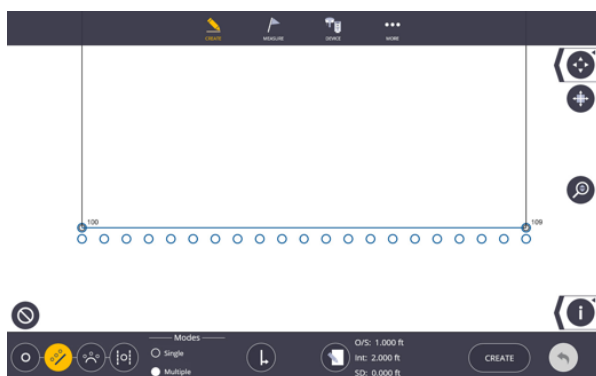 CREATE
MEASURE
DEVICE
MORE
100
109
Modes
Single
Multiple
O/S: 1.000 ft
Int: 2.000 ft
SD: 0.000 ft
CREATE
i